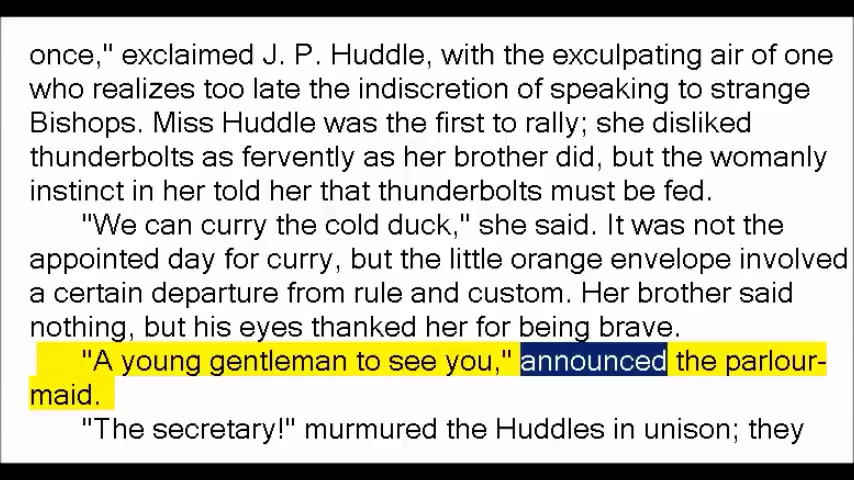 once," exclaimed J. P. Huddle, with the exculpating air of one
who realizes too late the indiscretion of speaking to strange
Bishops. Miss Huddle was the first to rally; she disliked
thunderbolts as fervently as her brother did, but the womanly
instinct in her told her that thunderbolts must be fed.
"We can curry the cold duck," she said. It was not the
appointed day for curry, but the little orange envelope involved
a certain departure from rule and custom. Her brother said
nothing, but his eyes thanked her for being brave.
"A young gentleman to see you," announced the parlour-
maid.
"The secretary!" murmured the Huddles in unison; they